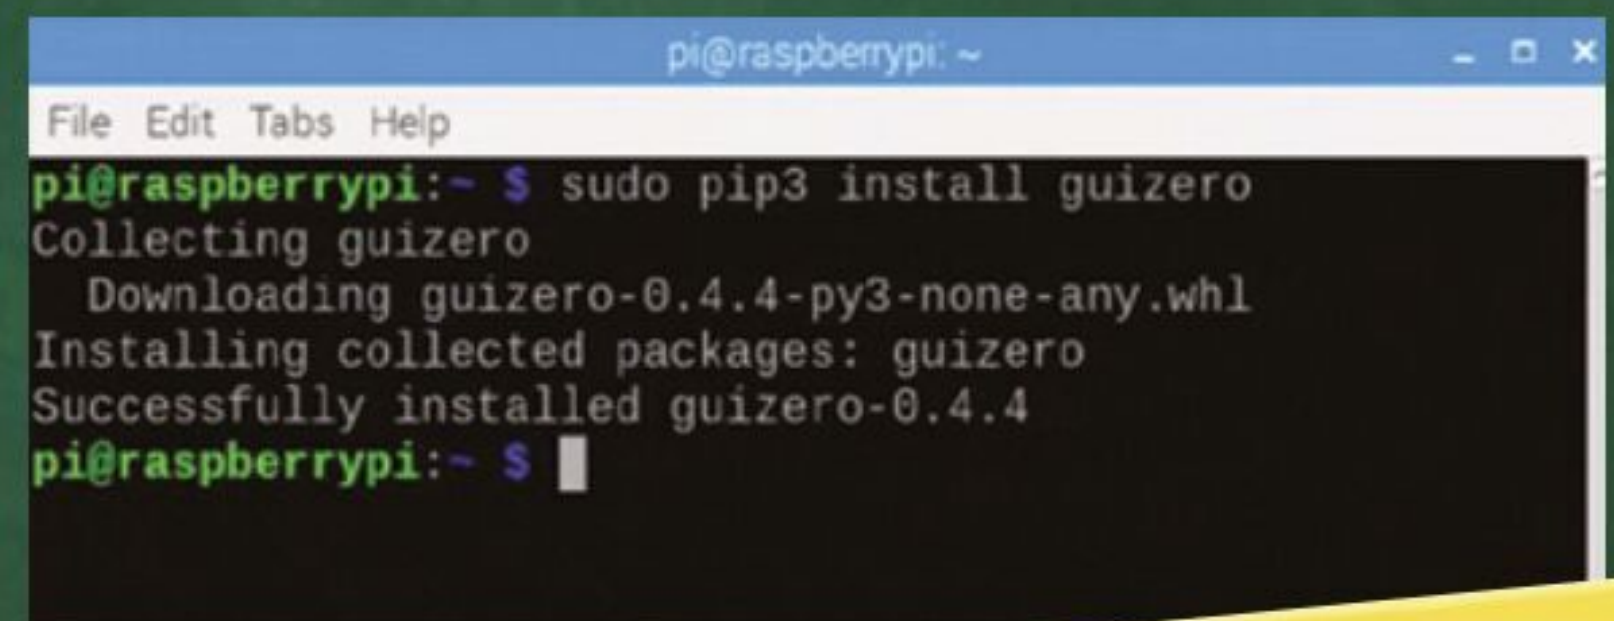 pi@raspberrypi: ~
File Edit Tabs Help
pi@raspberrypi:~ $ sudo pip3 install guizero
Collecting guizero
  Downloading guizero-0.4.4-py3-none-any.whl
Installing collected packages: guizero
Successfully installed guizero-0.4.4
pi@raspberrypi:~ $